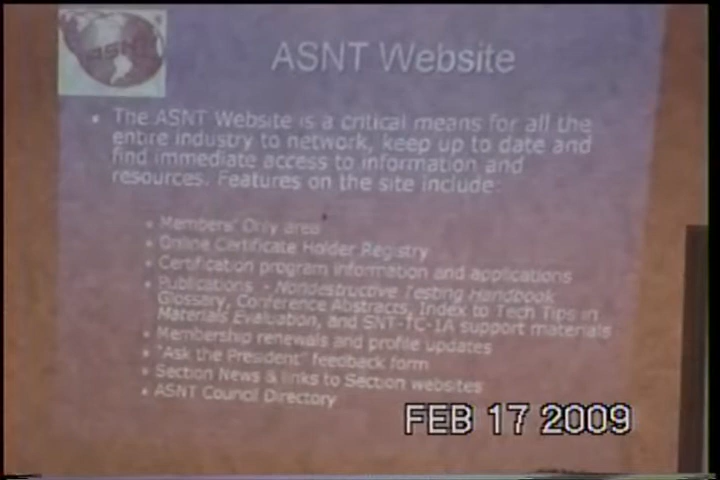 ASNT
ASNT Website
• The ASNT Website is a critical means for all the
entire industry to network, keep up to date and
find immediate access to information and
resources. Features on the site include:
• Members' Only area
• Online Certificate Holder Registry
• Certification program information and applications
• Publications - Nondestructive Testing Handbook
Glossary, Conference Abstracts, Index to Tech Tips in
Materials Evaluation, and SNT-TC-1A support materials
• Membership renewals and profile updates
• "Ask the President" feedback form
• Section News & links to Section websites
• ASNT Council Directory
FEB 17 2009